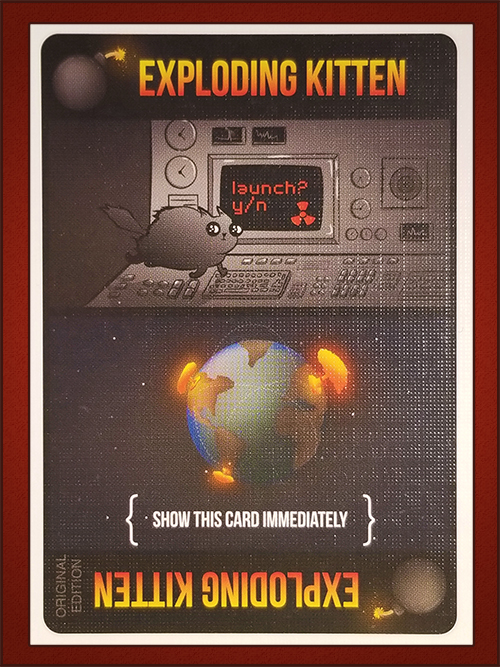 EXPLODING KITTEN
launch?
y/n
SHOW THIS CARD IMMEDIATELY
EXPLODING KITTEN
ORIGINAL
EDITION